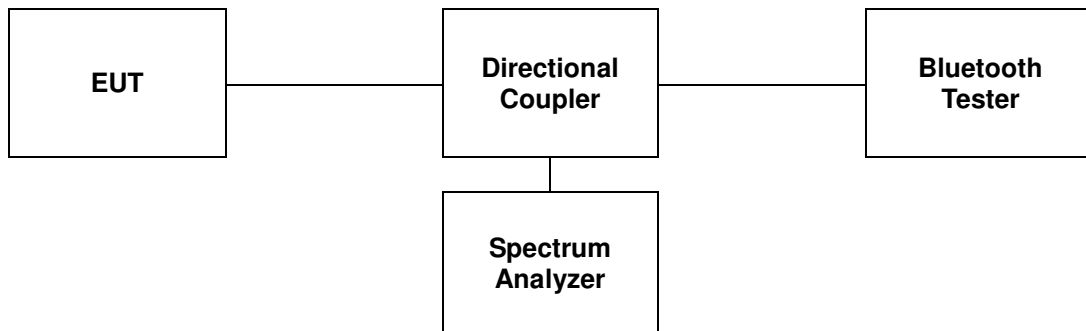 EUT
Directional
Coupler
Bluetooth
Tester
Spectrum
Analyzer